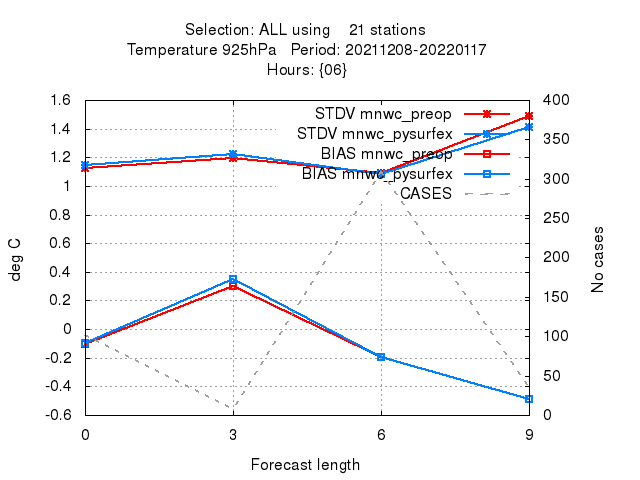 Selection: ALL using 21 stations
Temperature 925hPa Period: 20211208-20220117
Hours: {06}
STDV mnwc_preop
STDV mnwc_pysurfex
BIAS mnwc_preop
BIAS mnwc_pysurfex
CASES
deg C
1.6
1.4
1.2
1
0.8
0.6
0.4
0.2
0
-0.2
-0.4
-0.6
400
350
300
250
200
150
100
50
0
No cases
0 3 6 9
Forecast length